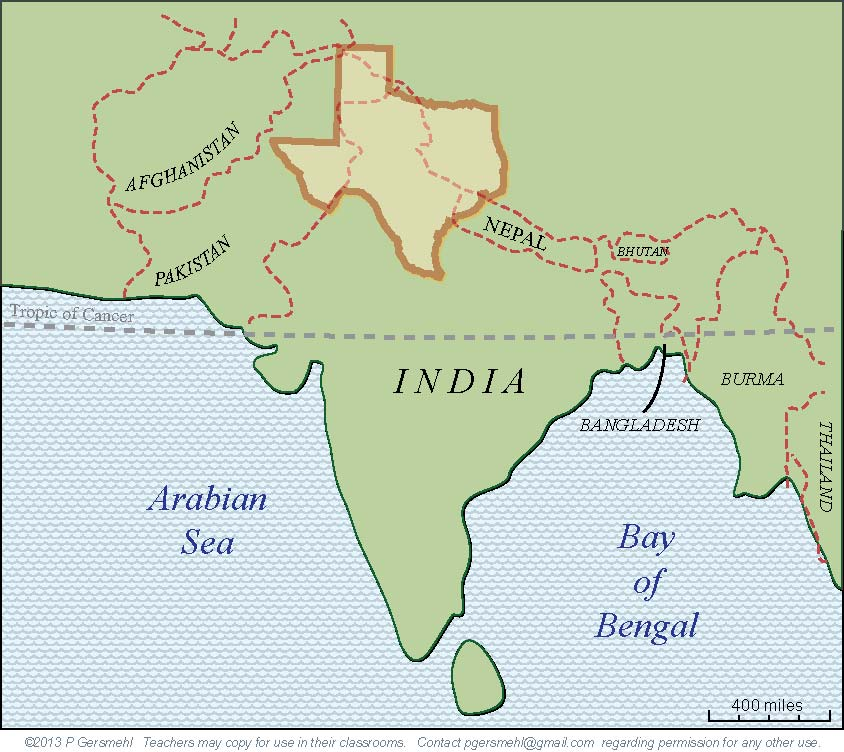 AFGHANISTAN
PAKISTAN
NEPAL
BHUTAN
Tropic of Cancer
INDIA
BURMA
BANGLADESH
THAILAND
Arabian
Sea
Bay
of
Bengal
400 miles
©2013 P Gersmehl Teachers may copy for use in their classrooms. Contact pgersmehl@gmail.com regarding permission for any other use.